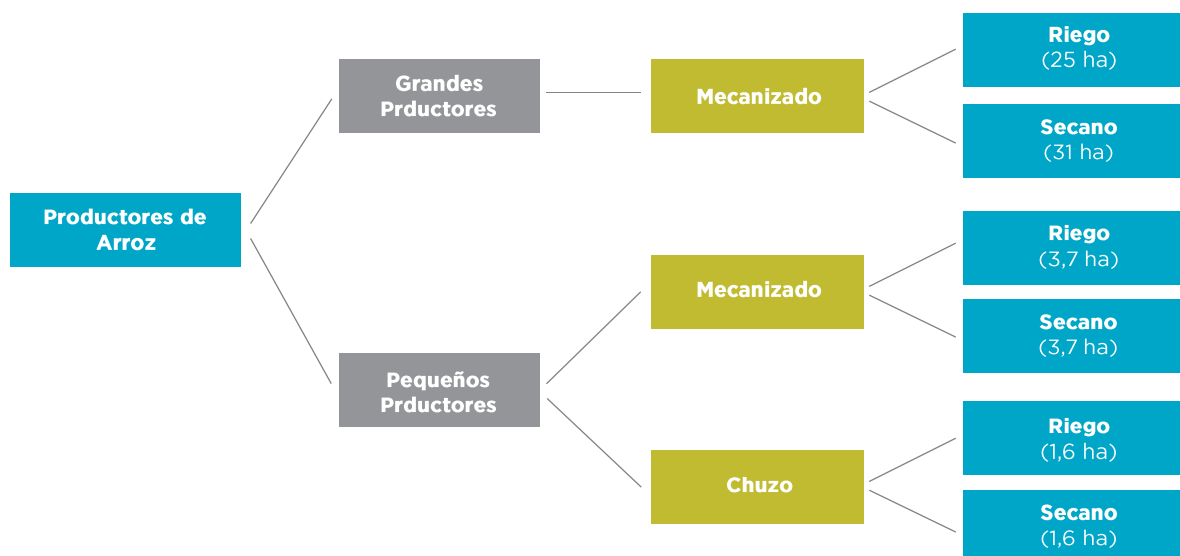 Productores de
Arroz
Grandes
Prductores
Mecanizado
Riego
(25 ha)
Secano
(31 ha)
Pequeños
Prductores
Mecanizado
Riego
(3,7 ha)
Secano
(3,7 ha)
Chuzo
Riego
(1,6 ha)
Secano
(1,6 ha)